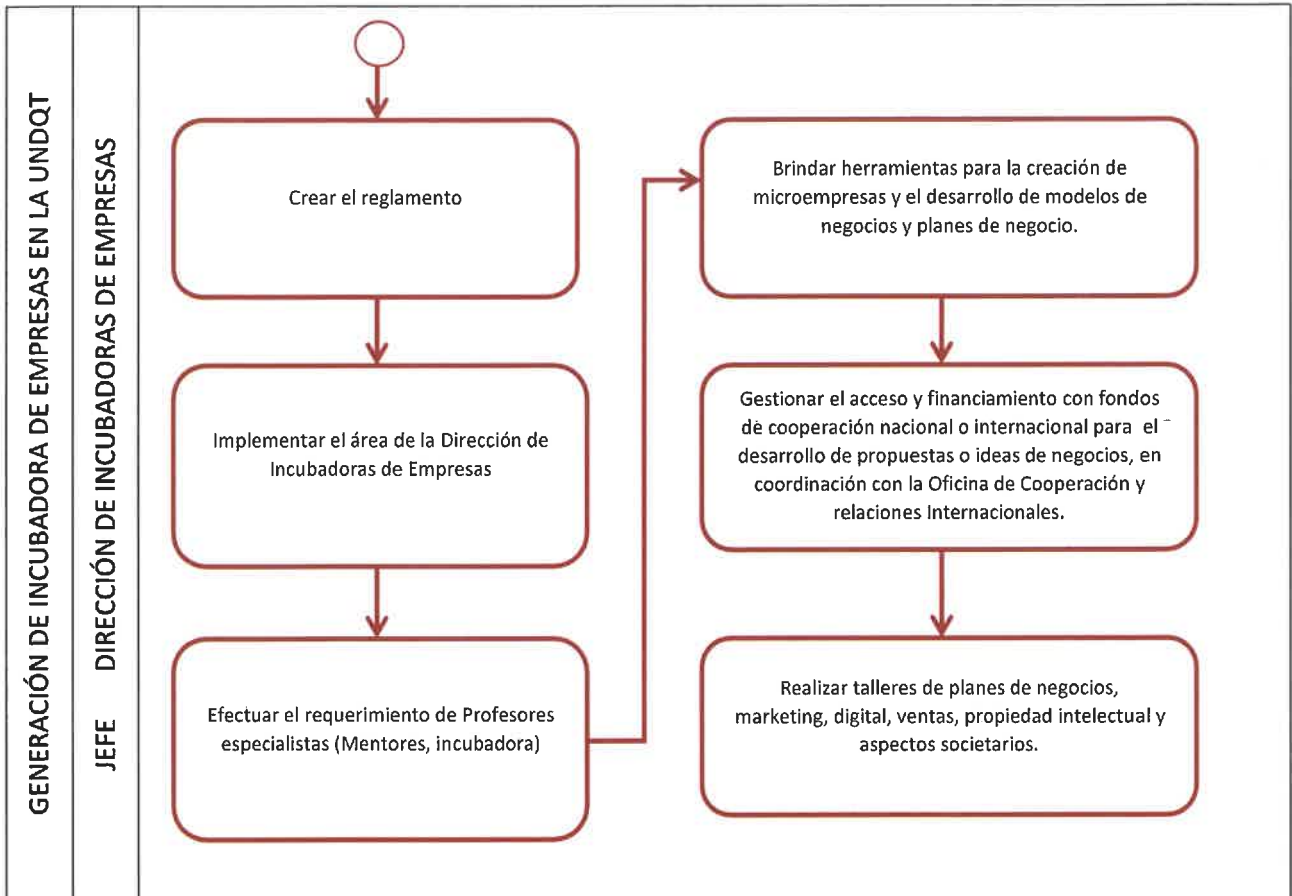 GENERACIÓN DE INCUBADORA DE EMPRESAS EN LA UNDQT
JEFE DIRECCIÓN DE INCUBADORAS DE EMPRESAS
Crear el reglamento
Implementar el área de la Dirección de
Incubadoras de Empresas
Efectuar el requerimiento de Profesores
especialistas (Mentores, incubadora)
Brindar herramientas para la creación de
microempresas y el desarrollo de modelos de
negocios y planes de negocio.
Gestionar el acceso y financiamiento con fondos
de cooperación nacional o internacional para el
desarrollo de propuestas o ideas de negocios, en
coordinación con la Oficina de Cooperación y
relaciones Internacionales.
Realizar talleres de planes de negocios,
marketing, digital, ventas, propiedad intelectual y
aspectos societarios.